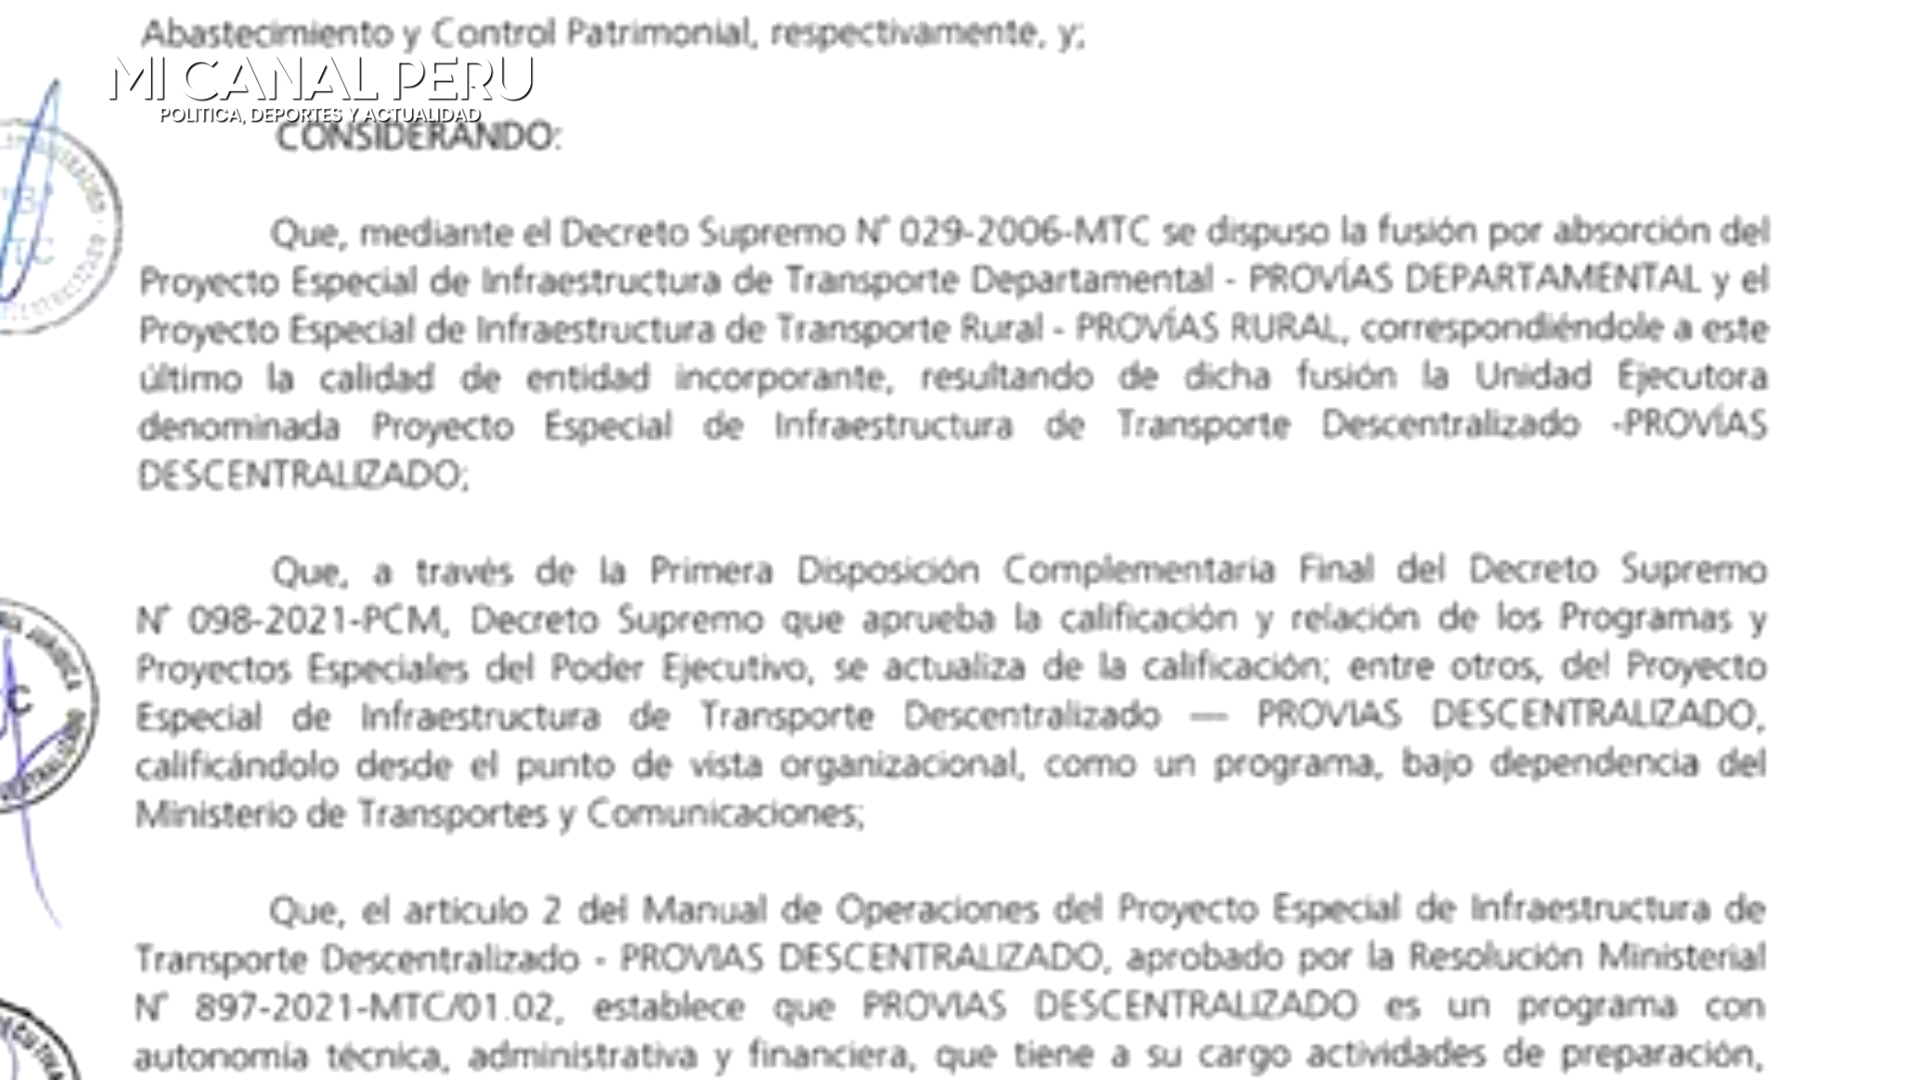 Abastecimiento y Control Patrimonial, respectivamente, y;
MI CANAL PERU
POLITICA, DEPORTES Y ACTUALIDAD
CONSIDERANDO:
Que, mediante el Decreto Supremo N° 029-2006-MTC se dispuso la fusión por absorción del
Proyecto Especial de Infraestructura de Transporte Departamental - PROVÍAS DEPARTAMENTAL y el
Proyecto Especial de Infraestructura de Transporte Rural - PROVÍAS RURAL, correspondiéndole a este
último la calidad de entidad incorporante, resultando de dicha fusión la Unidad Ejecutora
denominada Proyecto Especial de Infraestructura de Transporte Descentralizado -PROVÍAS
DESCENTRALIZADO;
Que, a través de la Primera Disposición Complementaria Final del Decreto Supremo
N° 098-2021-PCM, Decreto Supremo que aprueba la calificación y relación de los Programas y
Proyectos Especiales del Poder Ejecutivo, se actualiza de la calificación; entre otros, del Proyecto
Especial de Infraestructura de Transporte Descentralizado — PROVIAS DESCENTRALIZADO,
calificándolo desde el punto de vista organizacional, como un programa, bajo dependencia del
Ministerio de Transportes y Comunicaciones;
Que, el articulo 2 del Manual de Operaciones del Proyecto Especial de Infraestructura de
Transporte Descentralizado - PROVIAS DESCENTRALIZADO, aprobado por la Resolución Ministerial
N° 897-2021-MTC/01.02, establece que PROVIAS DESCENTRALIZADO es un programa con
autonomía técnica, administrativa y financiera, que tiene a su cargo actividades de preparación,